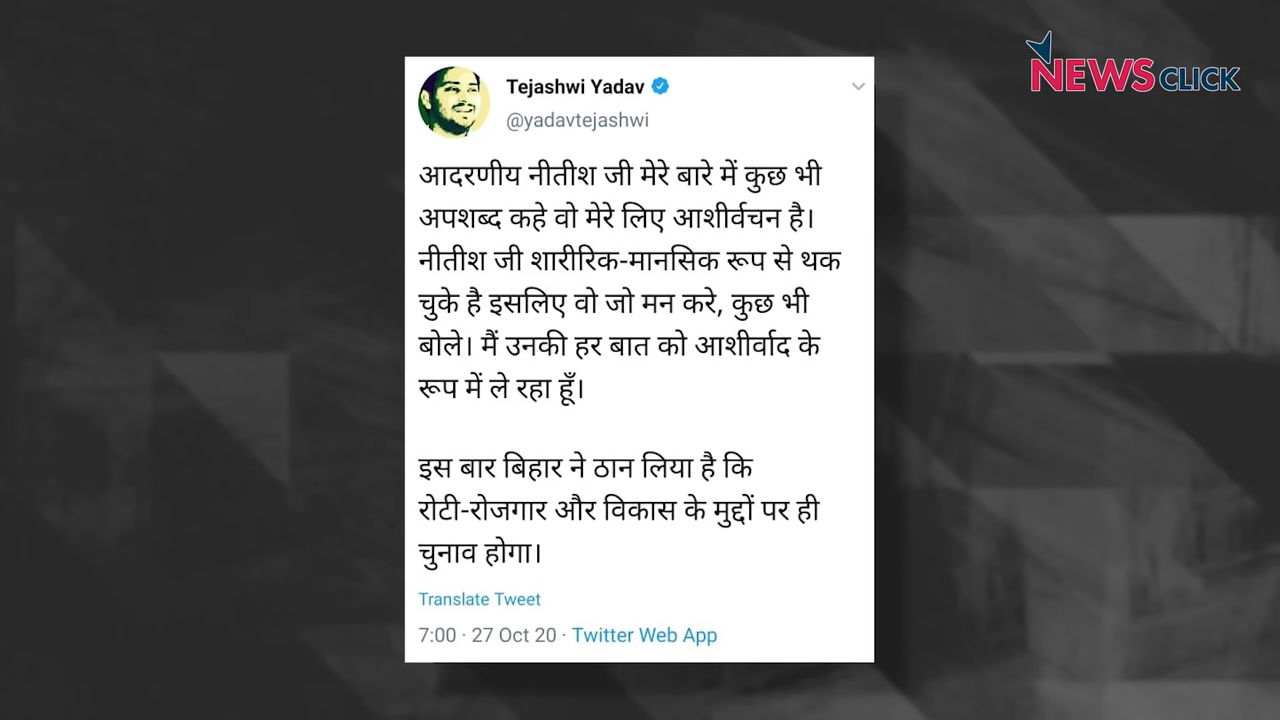 NEWSCLICK
Tejashwi Yadav
@yadavtejashwi
आदरणीय नीतीश जी मेरे बारे में कुछ भी
अपशब्द कहे वो मेरे लिए आशीर्वचन है।
नीतीश जी शारीरिक-मानसिक रूप से थक
चुके है इसलिए वो जो मन करे, कुछ भी
बोले। मैं उनकी हर बात को आशीर्वाद के
रूप में ले रहा हूँ।
इस बार बिहार ने ठान लिया है कि
रोटी-रोजगार और विकास के मुद्दों पर ही
चुनाव होगा।
Translate Tweet
7:00 · 27 Oct 20 · Twitter Web App